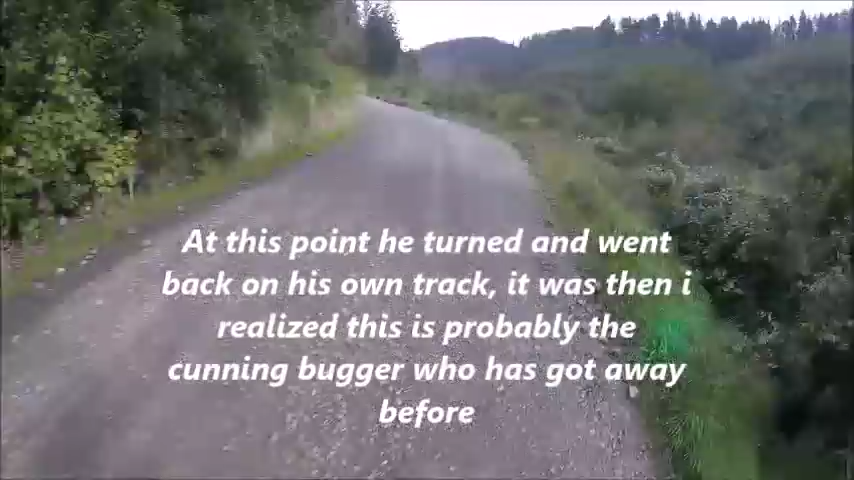 At this point he turned and went
back on his own track, it was then i
realized this is probably the
cunning bugger who has got away
before